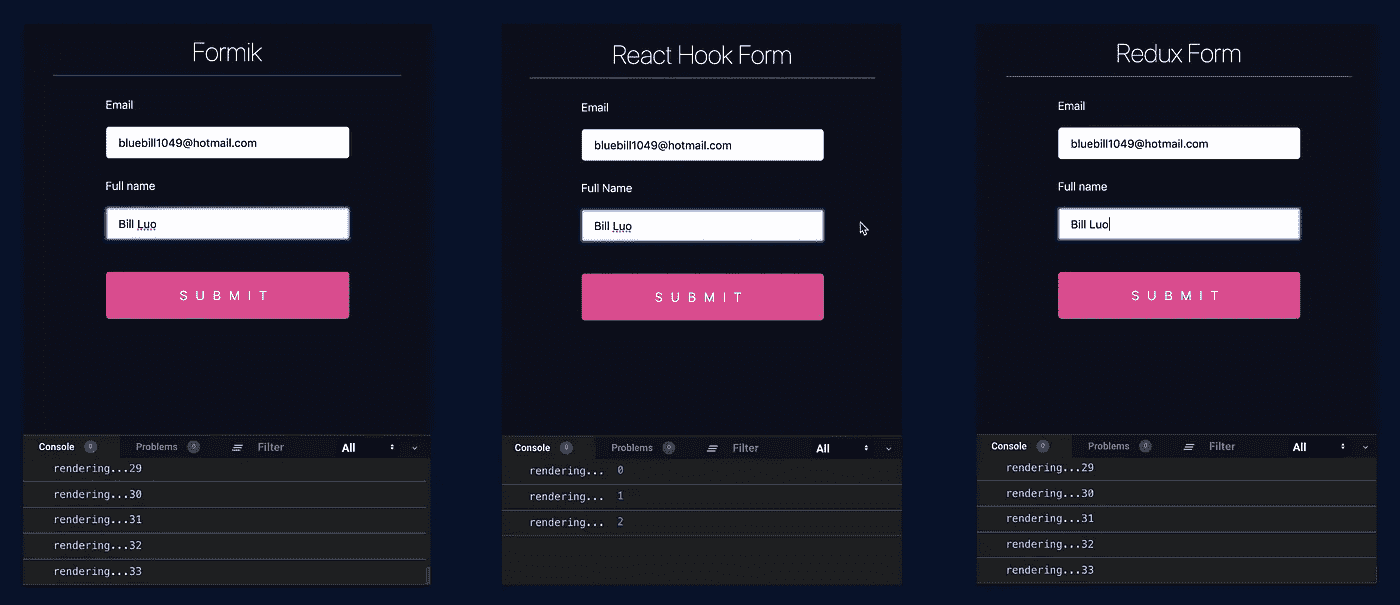 Formik
Email
bluebill1049@hotmail.com
Full name
Bill Luo
SUBMIT
Console 0 Problems 0 Filter All
rendering...29
rendering...30
rendering...31
rendering...32
rendering...33
React Hook Form
Email
bluebill1049@hotmail.com
Full Name
Bill Luo
SUBMIT
Console 0 Problems 0 Filter All
rendering... 0
rendering... 1
rendering... 2
Redux Form
Email
bluebill1049@hotmail.com
Full name
Bill Luo
SUBMIT
Console 0 Problems 0 Filter All
rendering...29
rendering...30
rendering...31
rendering...32
rendering...33